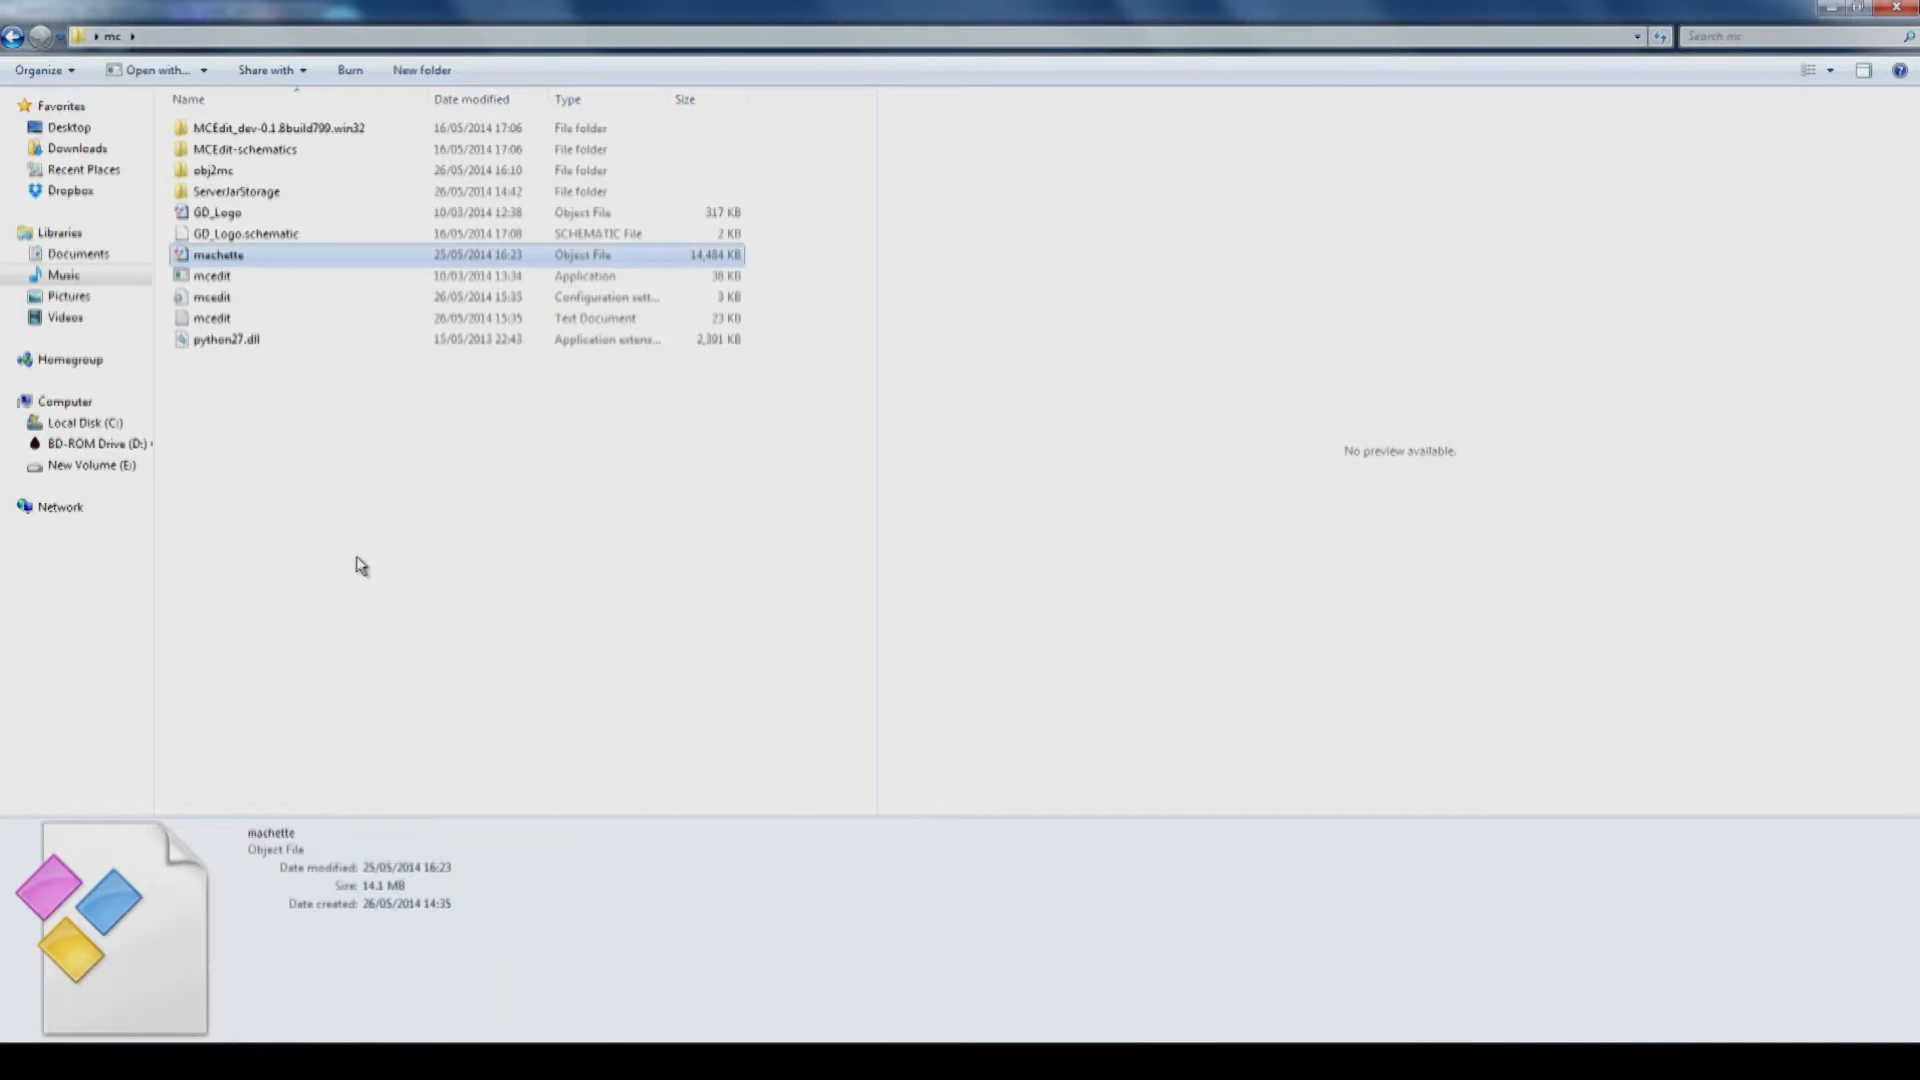 mc
Search mc
Organize Open with... Share with Burn New folder
Name Date modified Type Size
Favorites
Desktop
Downloads
Recent Places
Dropbox
Libraries
Documents
Music
Pictures
Videos
Homegroup
Computer
Local Disk (C:)
BD-ROM Drive (D:)
New Volume (E:)
Network
MCEdit_dev-0.1.8build799.win32 16/05/2014 17:06 File folder
MCEdit-schematics 16/05/2014 17:06 File folder
obj2mc 26/05/2014 16:10 File folder
ServerJarStorage 26/05/2014 14:42 File folder
GD_Logo 10/03/2014 12:38 Object File 317 KB
GD_Logo.schematic 16/05/2014 17:08 SCHEMATIC File 2 KB
machette 25/05/2014 16:23 Object File 14,484 KB
mcedit 10/03/2014 13:34 Application 38 KB
mcedit 26/05/2014 15:35 Configuration sett... 3 KB
mcedit 26/05/2014 15:35 Text Document 23 KB
python27.dll 15/05/2013 22:43 Application extens... 2,391 KB
No preview available.
machette
Object File
Date modified: 25/05/2014 16:23
Size: 14.1 MB
Date created: 26/05/2014 14:35